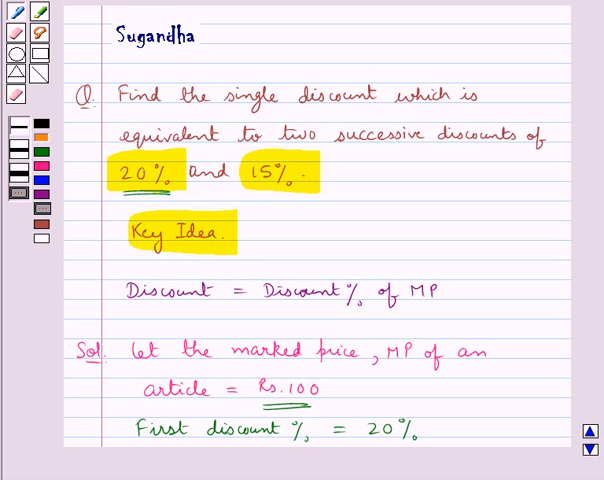 Sugandha
Q. Find the single discount which is
equivalent to two successive discounts of
20% and 15%.
Key Idea.
Discount = Discount% of MP
Sol. Let the marked price, MP of an
article = Rs. 100
First discount % = 20%